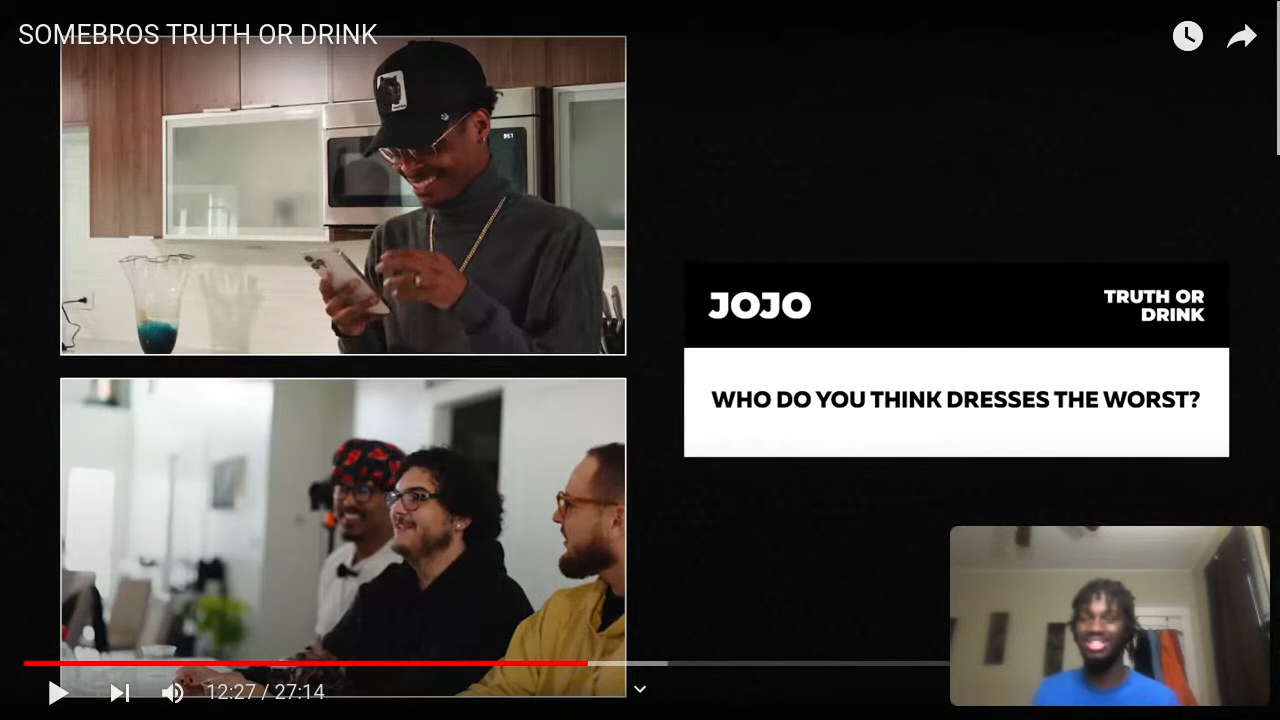 SOMEBROS TRUTH OR DRINK
JOJO
TRUTH OR
DRINK
WHO DO YOU THINK DRESSES THE WORST?
12:27 / 27:14